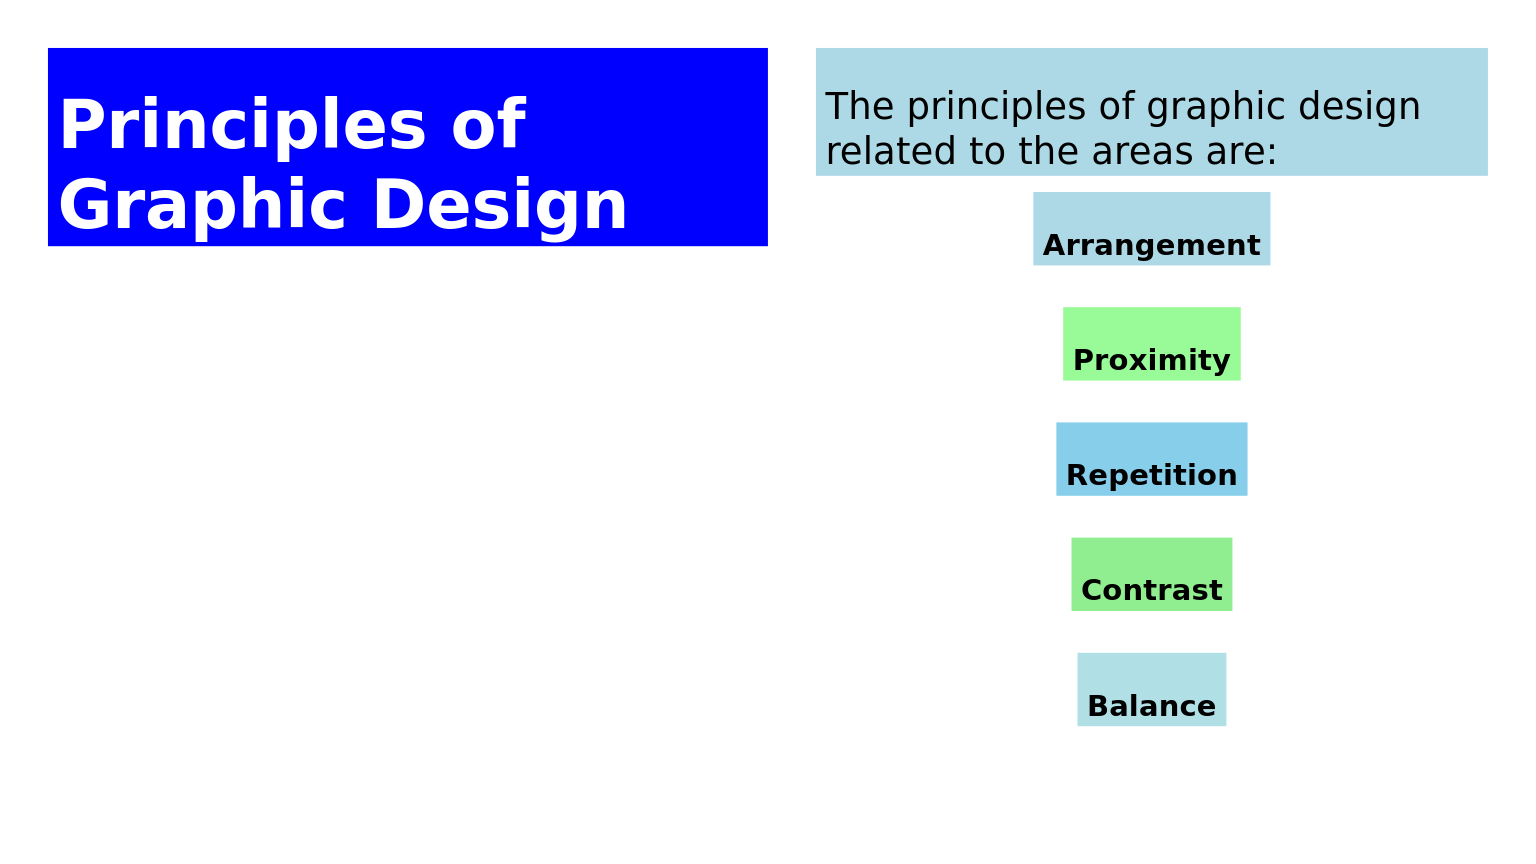 Principles of
Graphic Design
The principles of graphic design
related to the areas are:
Arrangement
Proximity
Repetition
Contrast
Balance